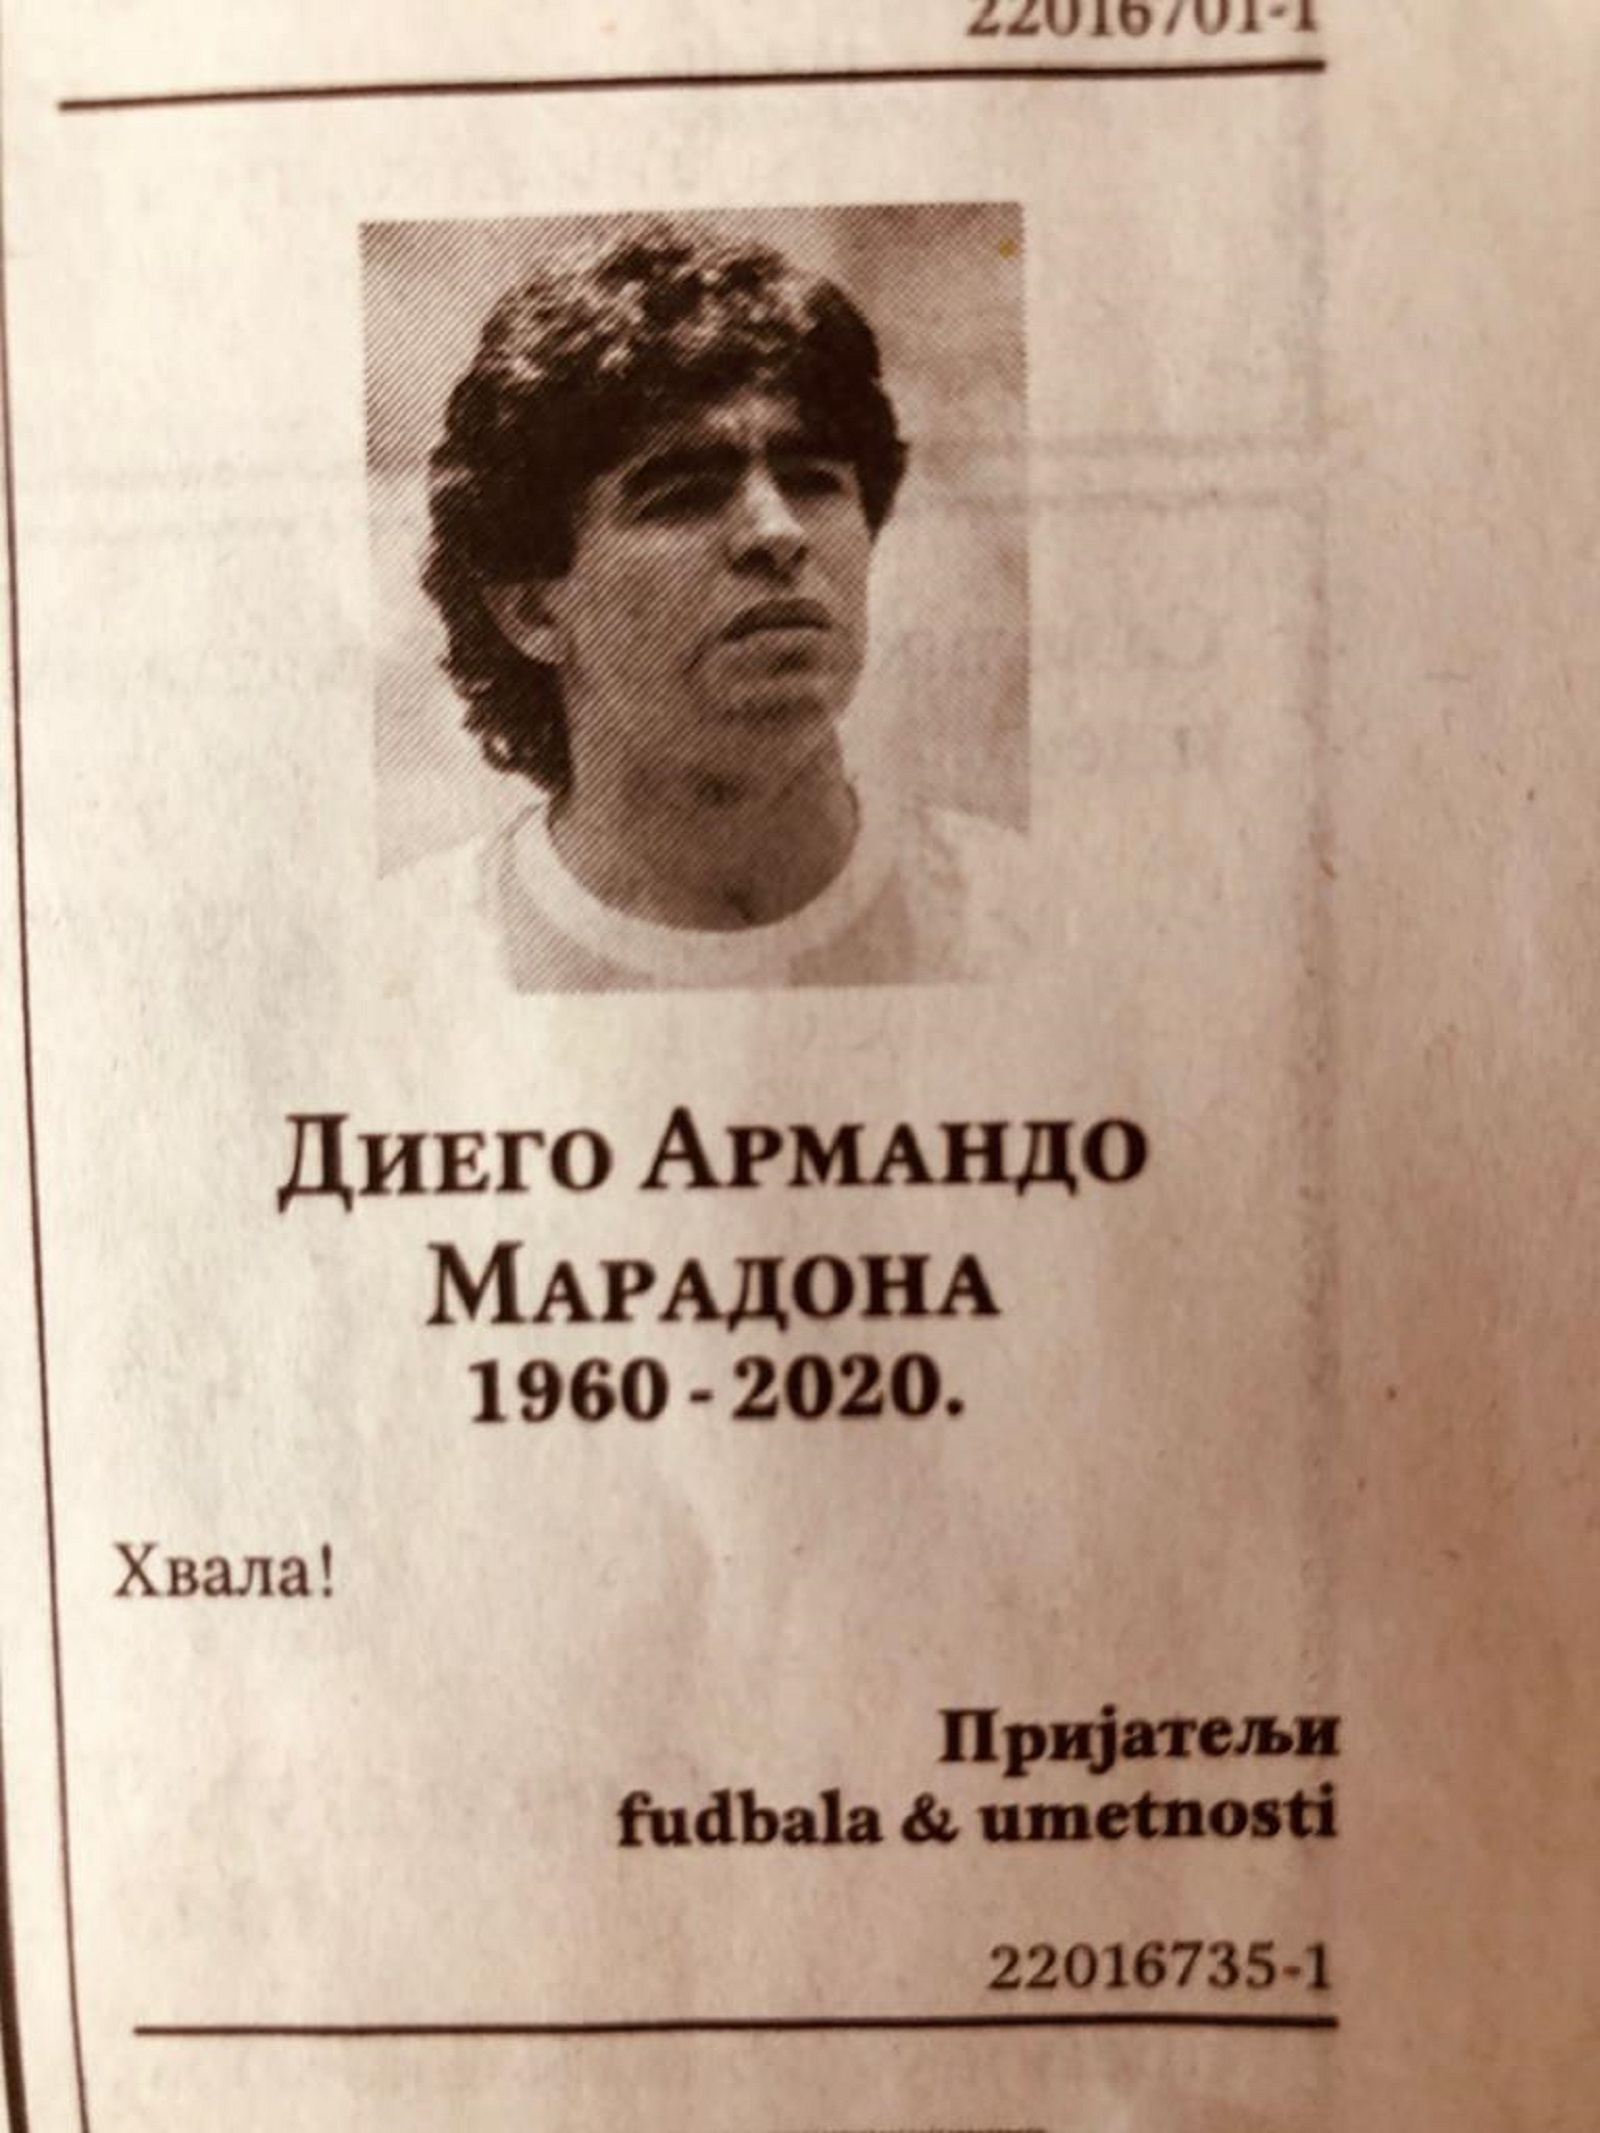 22016701-1
Диего Армандо
Марадона
1960 - 2020.
Хвала!
Пријатељи
fudbala & umetnosti
22016735-1